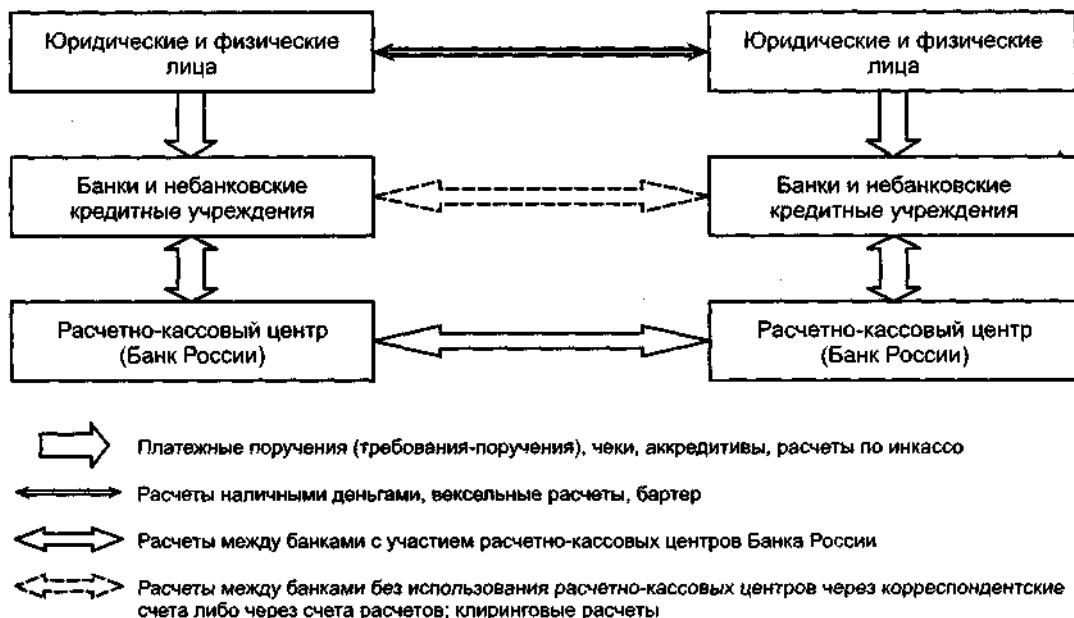 Юридические и физические
лица
Юридические и физические
лица
Банки и небанковские
кредитные учреждения
Банки и небанковские
кредитные учреждения
Расчетно-кассовый центр
(Банк России)
Расчетно-кассовый центр
(Банк России)
Платежные поручения (требования-поручения), чеки, аккредитивы, расчеты по инкассо
Расчеты наличными деньгами, вексельные расчеты, бартер
Расчеты между банками с участием расчетно-кассовых центров Банка России
Расчеты между банками без использования расчетно-кассовых центров через корреспондентские
счета либо через счета расчетов; клиринговые расчеты